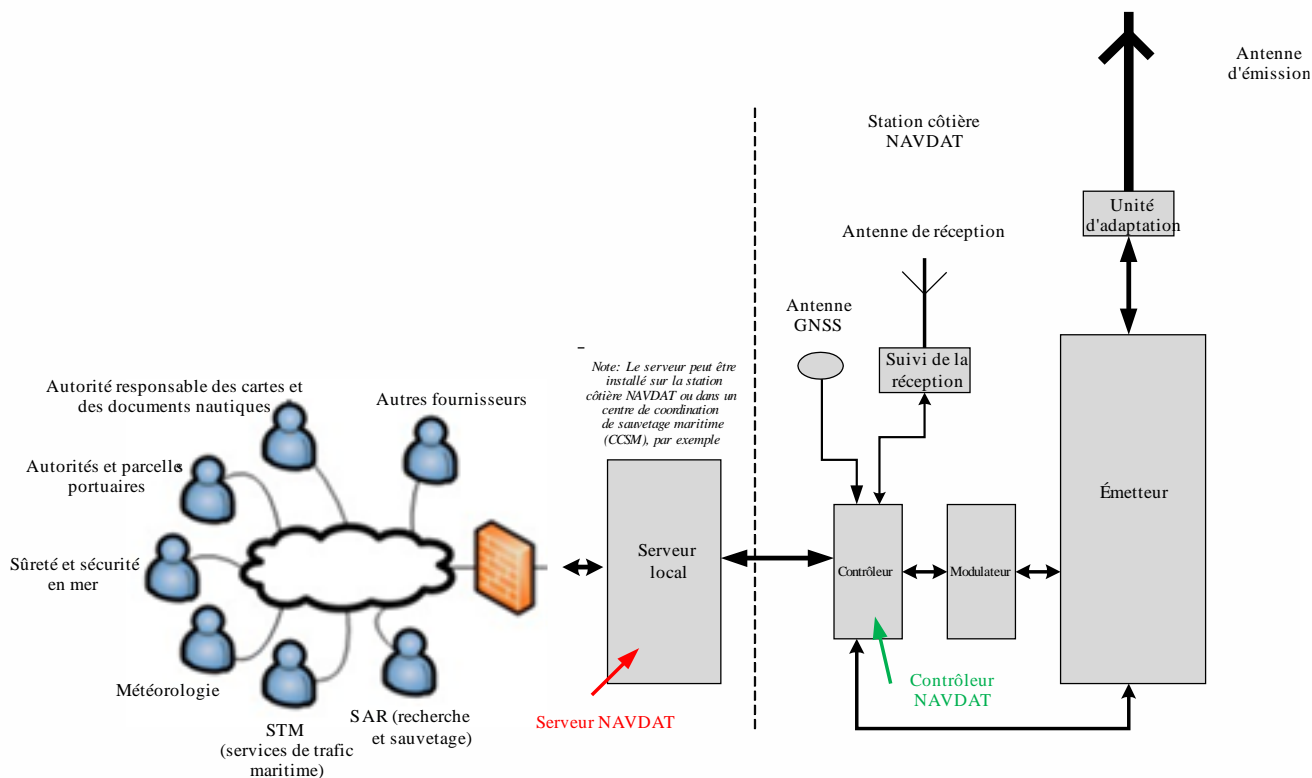 Antenne
d'émission
Station côtière
NAVDAT
Unité
d'adaptation
Antenne de réception
Antenne
GNSS
Suivi de la
réception
Note: Le serveur peut être
installé sur la station
côtière NAVDAT ou dans un
centre de coordination
de sauvetage maritime
(CCSM), par exemple
Autorité responsable des cartes et
des documents nautiques
Autres fournisseurs
Autorités et parcelles
portuaires
Sûreté et sécurité
en mer
Météorologie
STM
(services de trafic
maritime)
SAR (recherche
et sauvetage)
Serveur
local
Serveur NAVDAT
Contrôleur
Modulateur
Émetteur
Contrôleur
NAVDAT